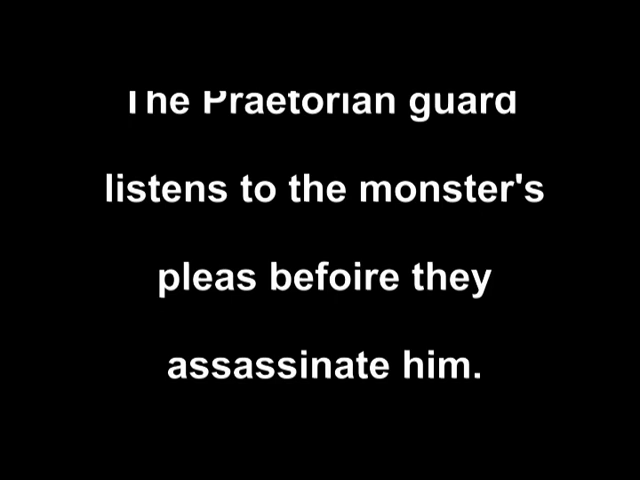 The Praetorian guard
listens to the monster's
pleas befoire they
assassinate him.